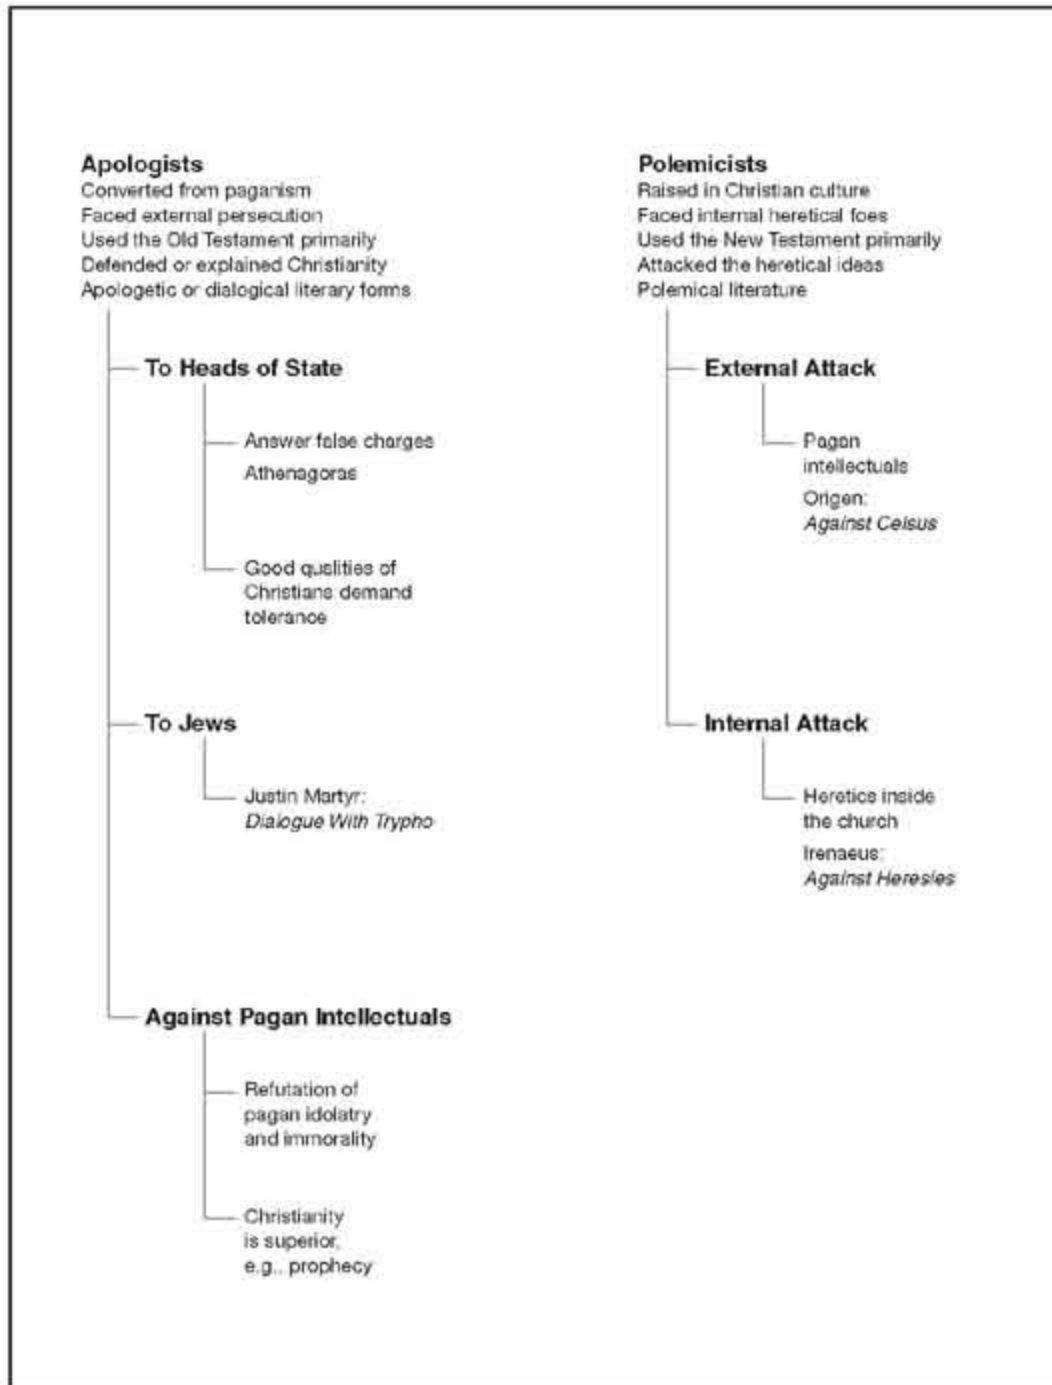 Apologists
Converted from paganism
Faced external persecution
Used the Old Testament primarily
Defended or explained Christianity
Apologetic or dialogical literary forms
To Heads of State
Answer false charges
Athenagoras
Good qualities of
Christians demand
tolerance
To Jews
Justin Martyr:
Dialogue With Trypho
Against Pagan Intellectuals
Refutation of
pagan idolatry
and immorality
Christianity
is superior,
e.g., prophecy
Polemicists
Raised in Christian culture
Faced internal heretical foes
Used the New Testament primarily
Attacked the heretical ideas
Polemical literature
External Attack
Pagan
intellectuals
Origen:
Against Celsus
Internal Attack
Heretics inside
the church
Irenaeus:
Against Heresies